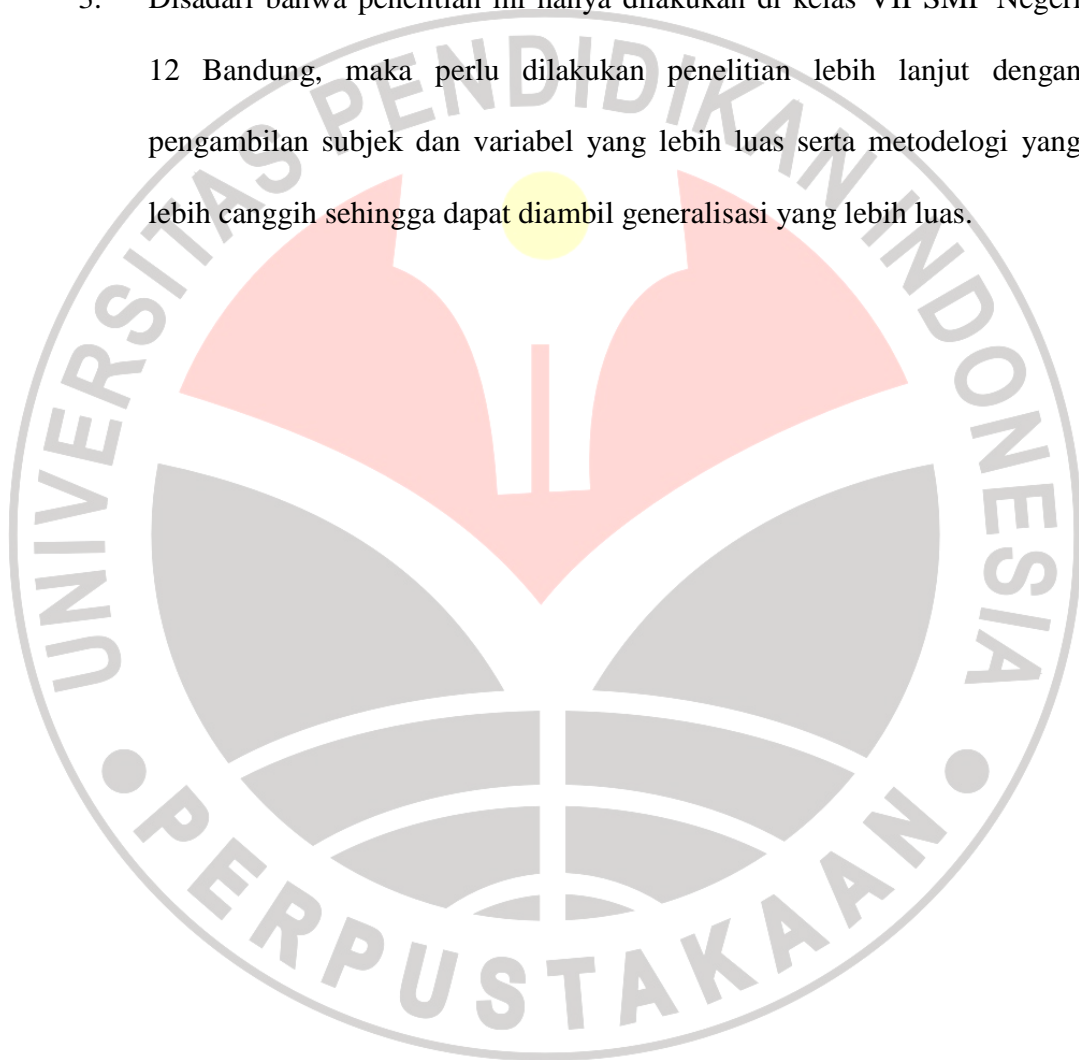 Disadari bahwa penelitian ini hanya dilakukan di kelas VII SMP Negeri
12 Bandung, maka perlu dilakukan penelitian lebih lanjut dengan
pengambilan subjek dan variabel yang lebih luas serta metodelogi yang
lebih canggih sehingga dapat diambil generalisasi yang lebih luas.
UNIVERSITAS PENDIDIKAN INDONESIA
PERPUSTAKAAN